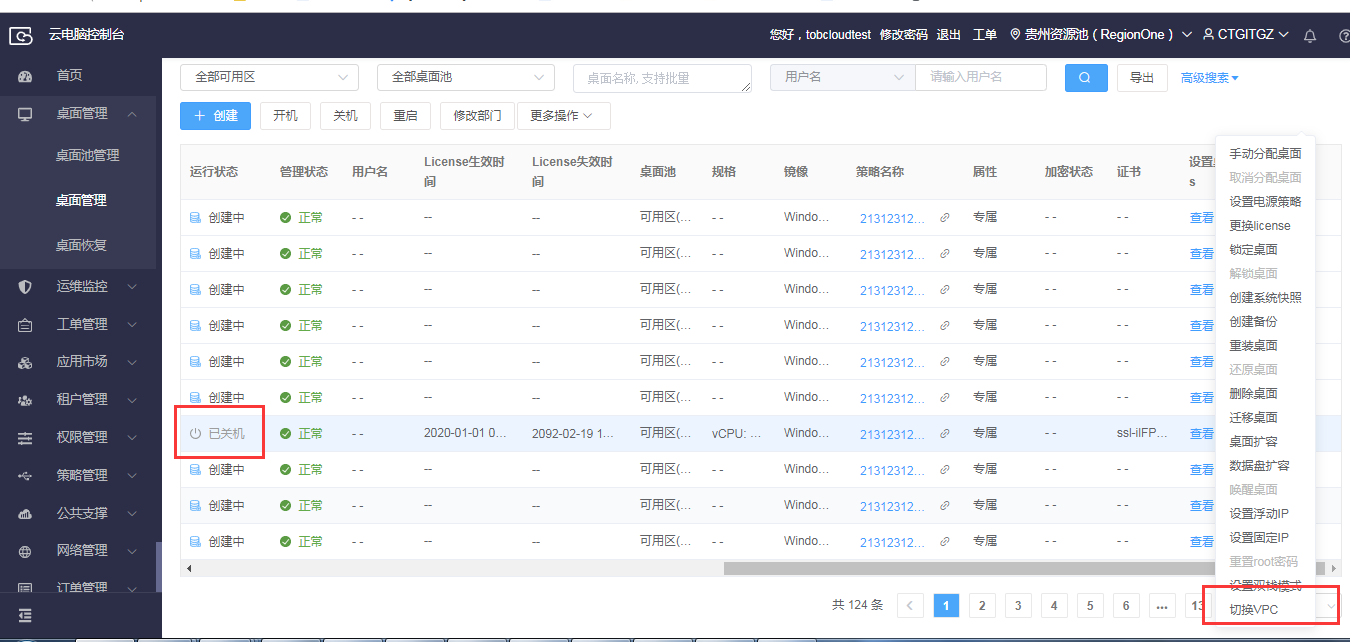 云电脑控制台
您好，tobcloudtest 修改密码 退出 工单 贵州资源池（RegionOne） CTGITGZ
首页
桌面管理
桌面池管理
桌面管理
桌面恢复
运维监控
工单管理
应用市场
租户管理
权限管理
策略管理
公共支撑
网络管理
订单管理
全部可用区 全部桌面池 桌面名称, 支持批量 用户名 请输入用户名 导出 高级搜索
创建 开机 关机 重启 修改部门 更多操作
运行状态 管理状态 用户名 License生效时间 License失效时间 桌面池 规格 镜像 策略名称 属性 加密状态 证书 设置
s
创建中 正常 - - -- -- 可用区(... - - Windo... 21312312... 专属 - - - - 查看
创建中 正常 - - -- -- 可用区(... - - Windo... 21312312... 专属 - - - - 查看
创建中 正常 - - -- -- 可用区(... - - Windo... 21312312... 专属 - - - - 查看
创建中 正常 - - -- -- 可用区(... - - Windo... 21312312... 专属 - - - - 查看
创建中 正常 - - -- -- 可用区(... - - Windo... 21312312... 专属 - - - - 查看
创建中 正常 - - -- -- 可用区(... - - Windo... 21312312... 专属 - - - - 查看
已关机 正常 - - 2020-01-01 0... 2092-02-19 1... 可用区(... vCPU: ... Windo... 21312312... 专属 - - ssl-ilFP... 查看
创建中 正常 - - -- -- 可用区(... - - Windo... 21312312... 专属 - - - - 查看
创建中 正常 - - -- -- 可用区(... - - Windo... 21312312... 专属 - - - - 查看
创建中 正常 - - -- -- 可用区(... - - Windo... 21312312... 专属 - - - - 查看
手动分配桌面
取消分配桌面
设置电源策略
更换license
锁定桌面
解锁桌面
创建系统快照
创建备份
重装桌面
还原桌面
删除桌面
迁移桌面
桌面扩容
数据盘扩容
唤醒桌面
设置浮动IP
设置固定IP
重置root密码
设置双栈模式
切换VPC
共 124 条 1 2 3 4 5 6 ... 13